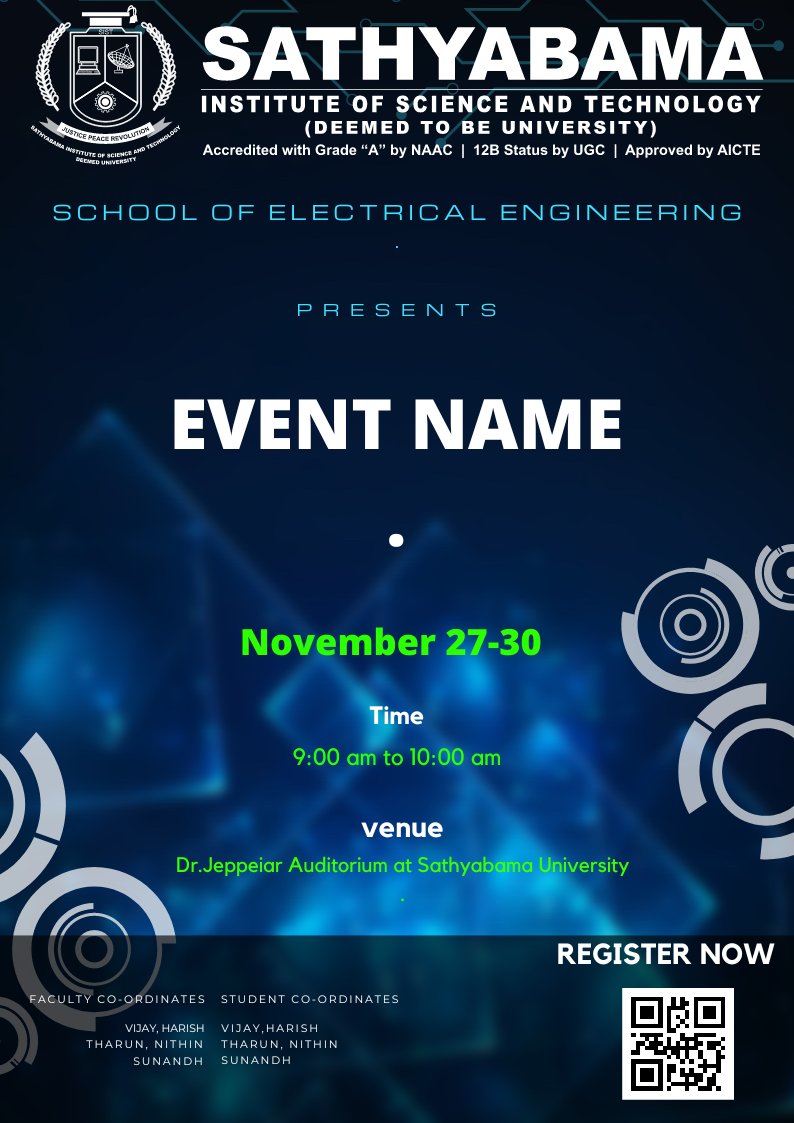 SIST
JUSTICE PEACE REVOLUTION
SATHYABAMA INSTITUTE OF SCIENCE AND TECHNOLOGY
DEEMED UNIVERSITY
SATHYABAMA
INSTITUTE OF SCIENCE AND TECHNOLOGY
(DEEMED TO BE UNIVERSITY)
Accredited with Grade “A” by NAAC | 12B Status by UGC | Approved by AICTE
SCHOOL OF ELECTRICAL ENGINEERING
.
PRESENTS
EVENT NAME
.
November 27-30
Time
9:00 am to 10:00 am
venue
Dr.Jeppeiar Auditorium at Sathyabama University
.
REGISTER NOW
FACULTY CO-ORDINATES
VIJAY, HARISH
THARUN, NITHIN
SUNANDH
STUDENT CO-ORDINATES
VIJAY,HARISH
THARUN, NITHIN
SUNANDH